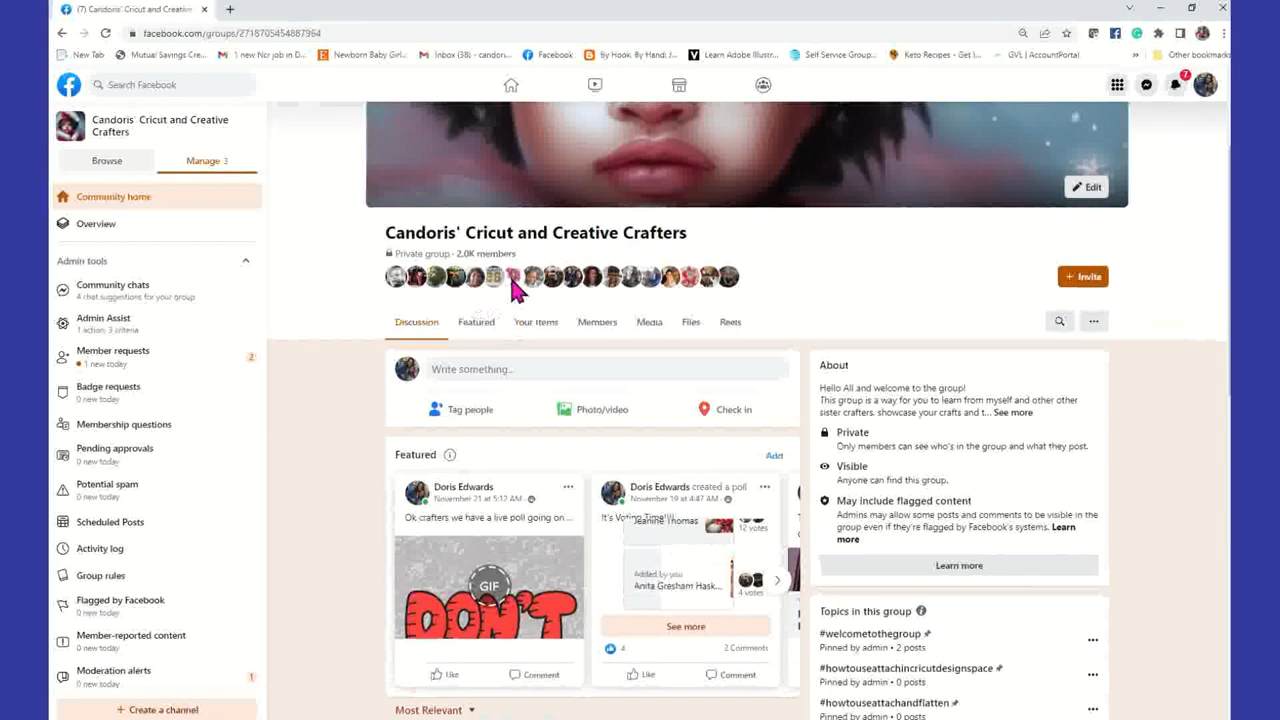 (7) Candoris' Cricut and Creative
facebook.com/groups/2718705454887964
New Tab
Mutual Savings Cre...
1 new Ncr job in D...
Newborn Baby Girl...
Inbox (38) - candori...
Facebook
By Hook, By Hand: J...
Learn Adobe Illustr...
Self Service Group...
Keto Recipes - Get I...
GVL | AccountPortal
Other bookmarks
Search Facebook
7
Candoris' Cricut and Creative
Crafters
Browse
Manage 3
Community home
Overview
Admin tools
Community chats
4 chat suggestions for your group
Admin Assist
1 action, 3 criteria
Member requests
2
1 new today
Badge requests
0 new today
Membership questions
Pending approvals
0 new today
Potential spam
0 new today
Scheduled Posts
Activity log
Group rules
Flagged by Facebook
0 new today
Member-reported content
0 new today
Moderation alerts
1
0 new today
+ Create a channel
Edit
Candoris' Cricut and Creative Crafters
Private group · 2.0K members
+ Invite
Discussion
Featured
Your Items
Members
Media
Files
Reels
Write something...
Tag people
Photo/video
Check in
Featured
Add
Doris Edwards
November 21 at 5:12 AM ·
Ok crafters we have a live poll going on ...
GIF
DON'T
Like
Comment
Doris Edwards created a poll
November 19 at 4:47 AM ·
It's Voting Time!!!!
Jeanine Thomas
12 votes
Added by you
Anita Gresham Hask...
4 votes
See more
4
2 Comments
Like
Comment
Most Relevant
About
Hello All and welcome to the group!
This group is a way for you to learn from myself and other other
sister crafters, showcase your crafts and t... See more
Private
Only members can see who's in the group and what they post.
Visible
Anyone can find this group.
May include flagged content
Admins may allow some posts and comments to be visible in the
group even if they're flagged by Facebook's systems. Learn
more
Learn more
Topics in this group
#welcometothegroup
Pinned by admin • 2 posts
#howtouseattachincricutdesignspace
Pinned by admin • 0 posts
#howtouseattachandflatten
Pinned by admin • 0 posts